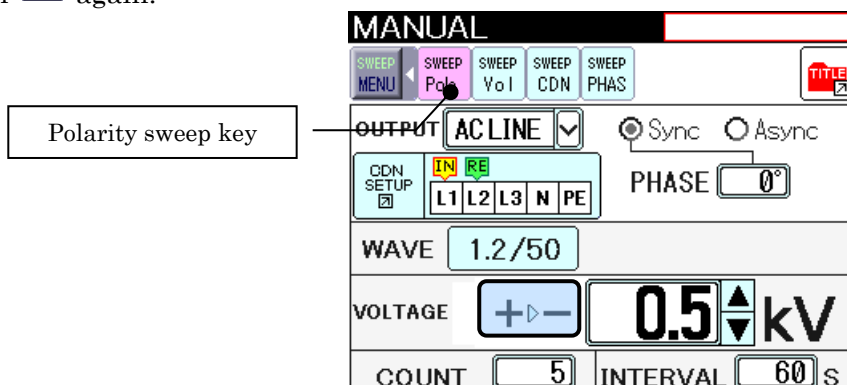 again.
MANUAL
SWEEP MENU SWEEP Pola SWEEP Vol SWEEP CDN SWEEP PHAS TITLE
Polarity sweep key
OUTPUT AC LINE Sync Async
CDN SETUP IN RE
L1 L2 L3 N PE PHASE 0°
WAVE 1.2/50
VOLTAGE + ▷ − 0.5 kV
COUNT 5 INTERVAL 60 s